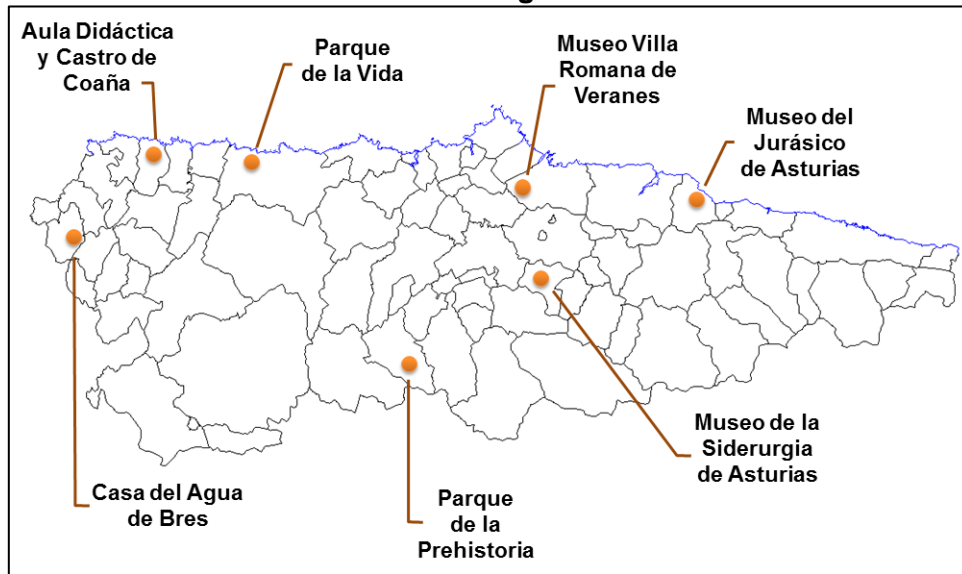 Aula Didáctica
y Castro de
Coaña
Parque
de la Vida
Museo Villa
Romana de
Veranes
Museo del
Jurásico
de Asturias
Casa del Agua
de Bres
Parque
de la
Prehistoria
Museo de la
Siderurgia
de Asturias